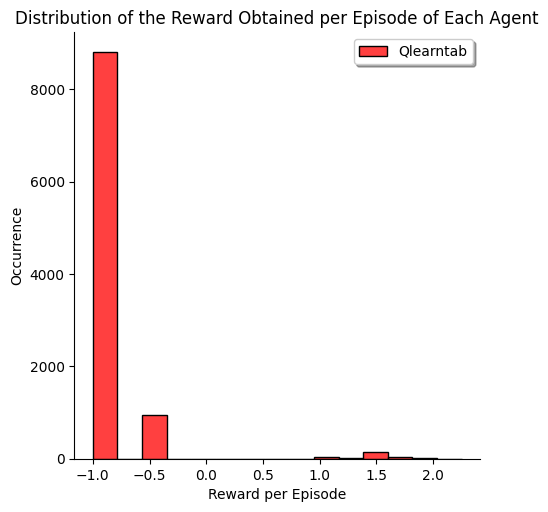 Distribution of the Reward Obtained per Episode of Each Agent
Qlearntab
8000
6000
4000
2000
0
Occurrence
−1.0 −0.5 0.0 0.5 1.0 1.5 2.0
Reward per Episode